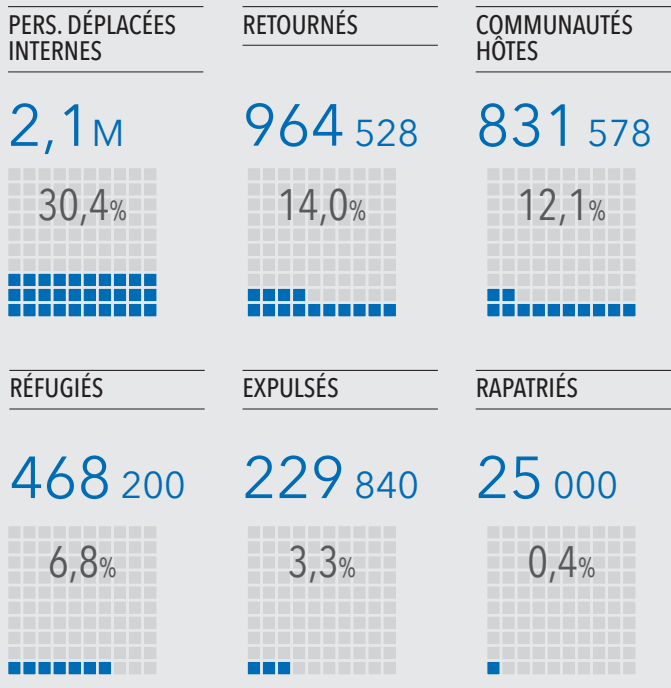 PERS. DÉPLACÉES
INTERNES
2,1M
30,4%
RETOURNÉS
964 528
14,0%
COMMUNAUTÉS
HÔTES
831 578
12,1%
RÉFUGIÉS
468 200
6,8%
EXPULSÉS
229 840
3,3%
RAPATRIÉS
25 000
0,4%